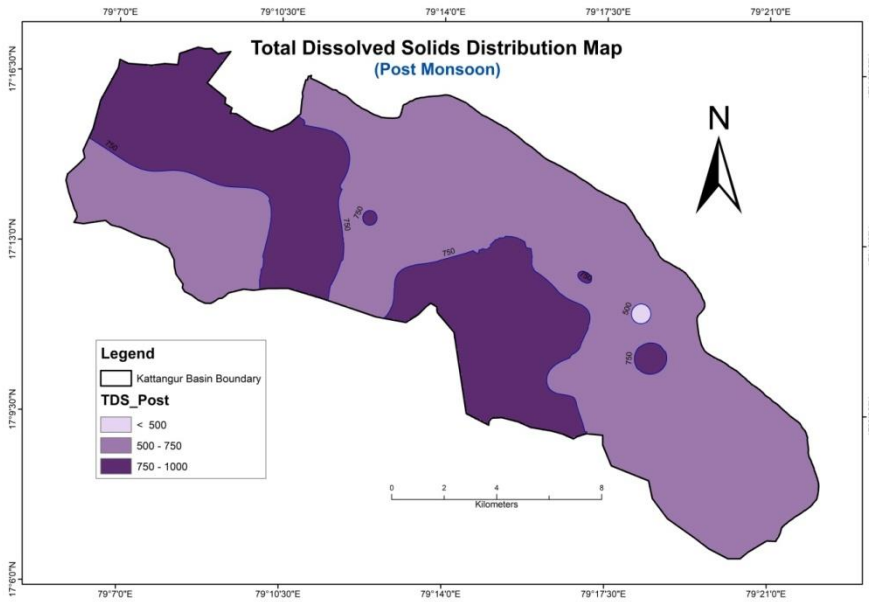 79°7'0"E 79°10'30"E 79°14'0"E 79°17'30"E 79°21'0"E
Total Dissolved Solids Distribution Map
(Post Monsoon)
17°16'30"N
N
750
750
750
750
17°13'0"N
500
750
Legend
Kattangur Basin Boundary
TDS_Post
< 500
500 - 750
750 - 1000
17°9'30"N
0 2 4 8
Kilometers
17°6'0"N
79°7'0"E 79°10'30"E 79°14'0"E 79°17'30"E 79°21'0"E